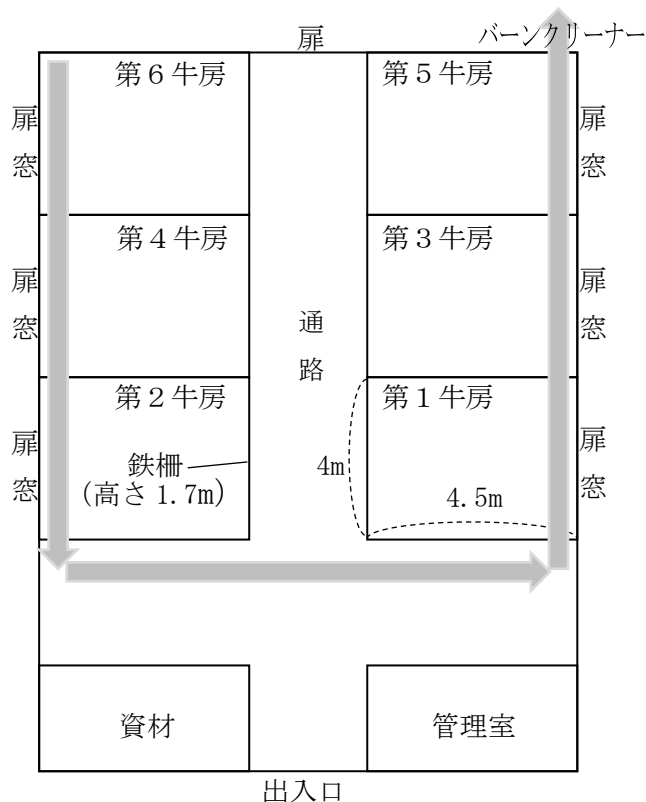 扉
バーンクリーナー
第6牛房
第5牛房
扉
窓
扉
窓
第4牛房
第3牛房
扉
窓
扉
窓
通
路
第2牛房
第1牛房
扉
窓
扉
窓
鉄柵
(高さ1.7m)
4m
4.5m
資材
管理室
出入口